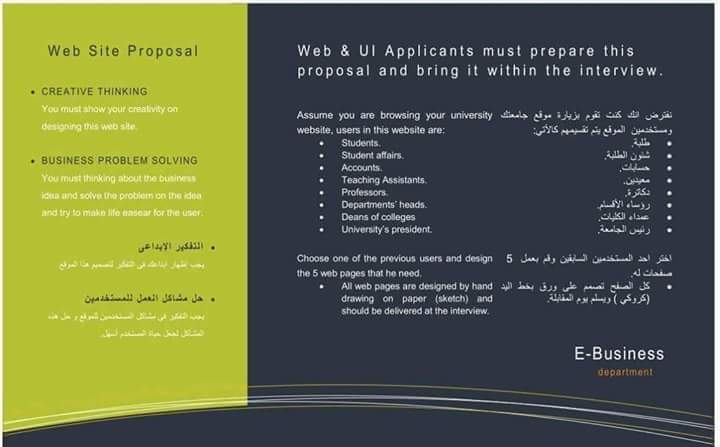 Web Site Proposal
CREATIVE THINKING
You must show your creativity on
designing this web site.
BUSINESS PROBLEM SOLVING
You must thinking about the business
idea and solve the problem on the idea
and try to make life easear for the user.
التفكير الإبداعى
يجب إظهار ابداعك فى التفكير لتصميم هذا الموقع
حل مشاكل العمل للمستخدمين
يجب التفكير فى مشاكل المستخدمين للموقع و حل هذه
المشاكل لجعل حياة المستخدم أسهل.
Web & UI Applicants must prepare this
proposal and bring it within the interview.
Assume you are browsing your university
website, users in this website are:
Students.
Student affairs.
Accounts.
Teaching Assistants.
Professors.
Departments' heads.
Deans of colleges
University's president.
Choose one of the previous users and design
the 5 web pages that he need.
All web pages are designed by hand
drawing on paper (sketch) and
should be delivered at the interview.
نفترض انك كنت تقوم بزيارة موقع جامعتك
ومستخدمين الموقع يتم تقسيمهم كالأتي:
طلبة.
شئون الطلبة.
حسابات.
معيدين.
دكاترة.
رؤساء الأقسام.
عمداء الكليات.
رئيس الجامعة.
اختر احد المستخدمين السابقين وقم بعمل 5
صفحات له.
كل الصفح تصمم على ورق بخط اليد
(كروكي ) ويسلم يوم المقابلة.
E-Business
department